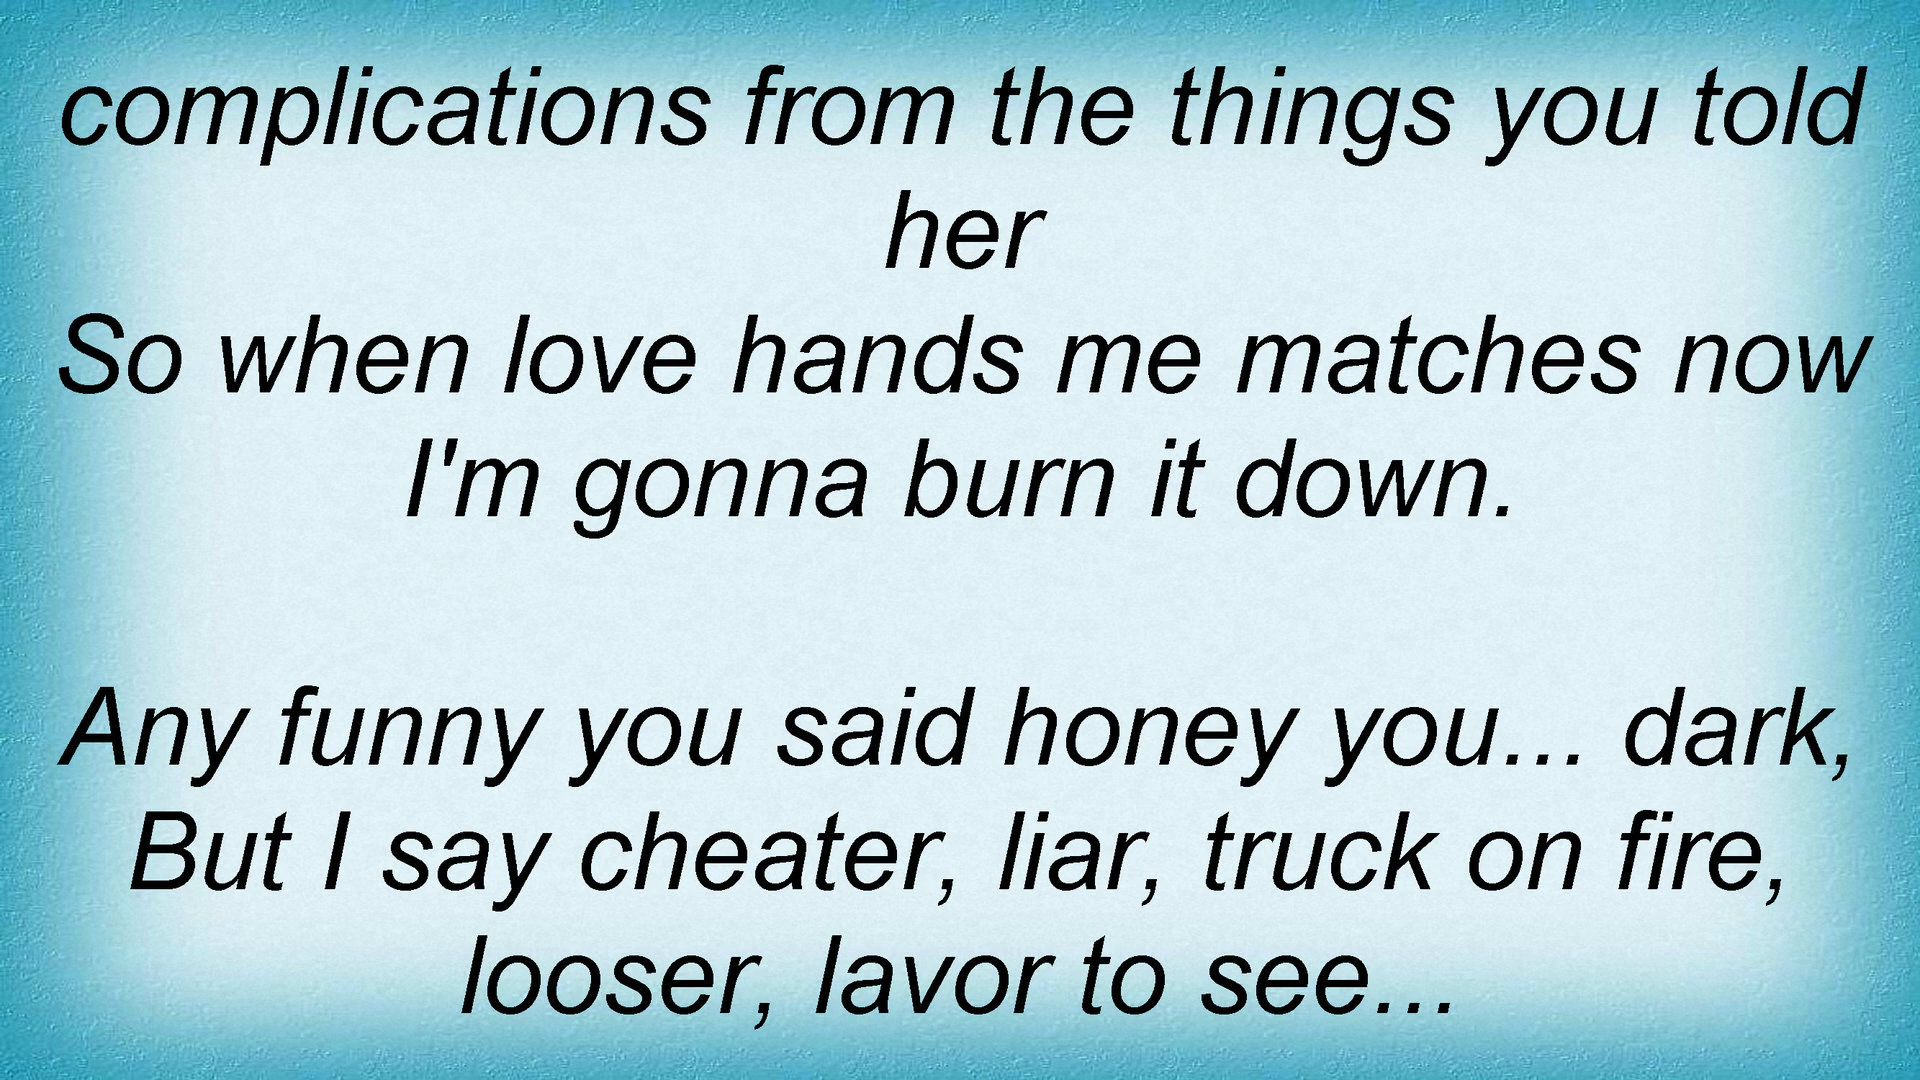 complications from the things you told
her
So when love hands me matches now
I'm gonna burn it down.
Any funny you said honey you... dark,
But I say cheater, liar, truck on fire,
looser, lavor to see...